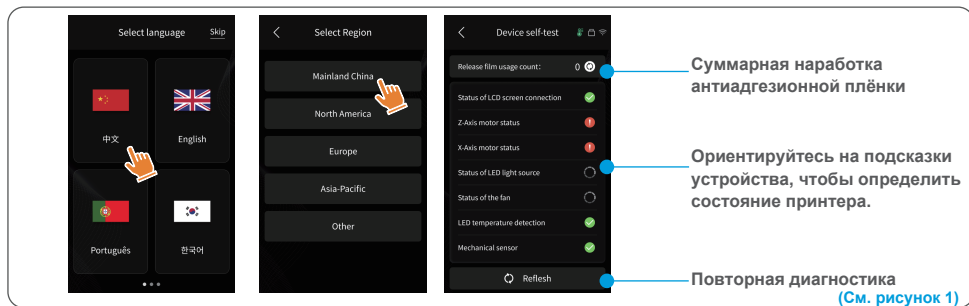 Select language
Skip
中文
English
Português
한국어
Select Region
Mainland China
North America
Europe
Asia-Pacific
Other
Device self-test
Release film usage count:
0
Status of LCD screen connection
Z-Axis motor status
X-Axis motor status
Status of LED light source
Status of the fan
LED temperature detection
Mechanical sensor
Reflesh
Суммарная наработка
антиадгезионной плёнки
Ориентируйтесь на подсказки
устройства, чтобы определить
состояние принтера.
Повторная диагностика
(См. рисунок 1)